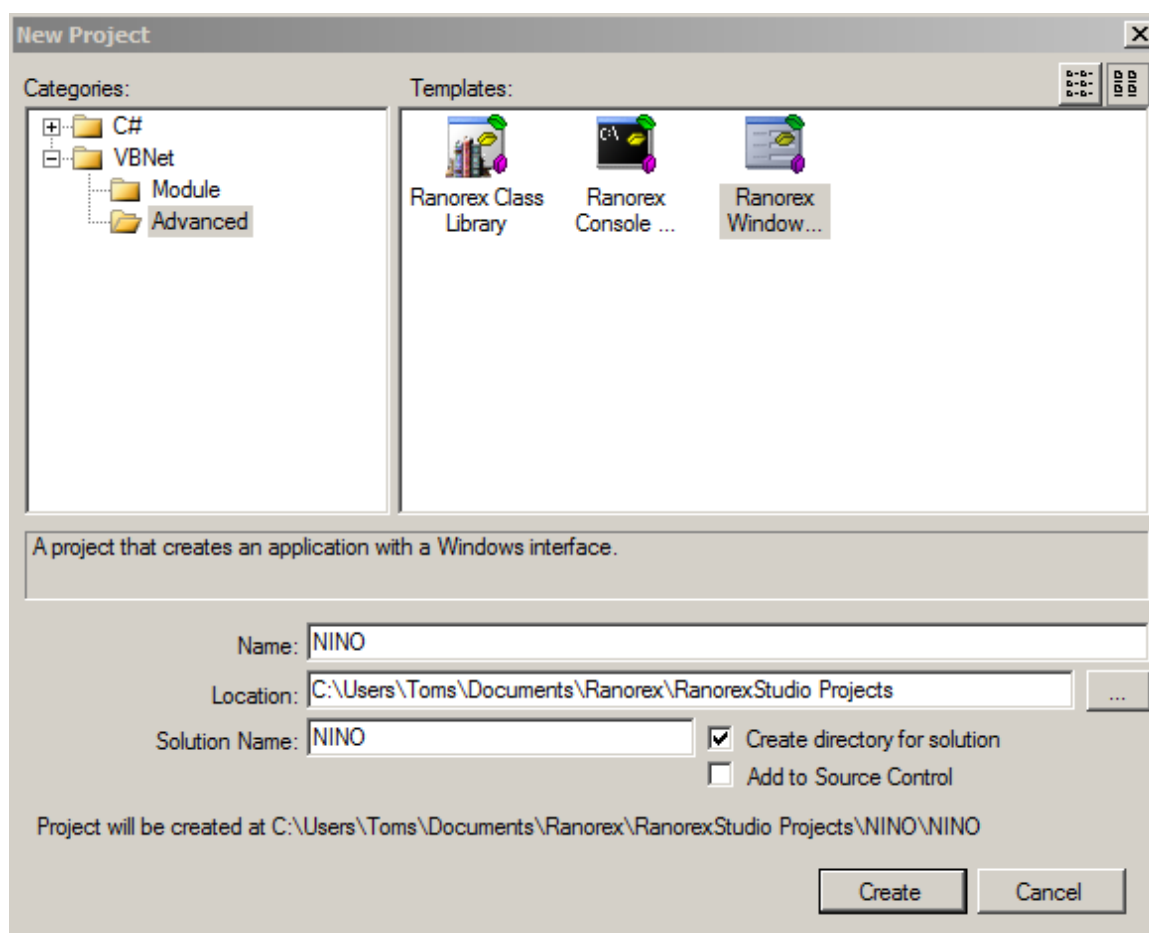 New Project
Categories:
Templates:
C#
VBNet
Module
Advanced
Ranorex Class
Library
Ranorex
Console ...
Ranorex
Window...
A project that creates an application with a Windows interface.
Name: NINO
Location: C:\Users\Toms\Documents\Ranorex\RanorexStudio Projects
...
Solution Name: NINO
Create directory for solution
Add to Source Control
Project will be created at C:\Users\Toms\Documents\Ranorex\RanorexStudio Projects\NINO\NINO
Create
Cancel